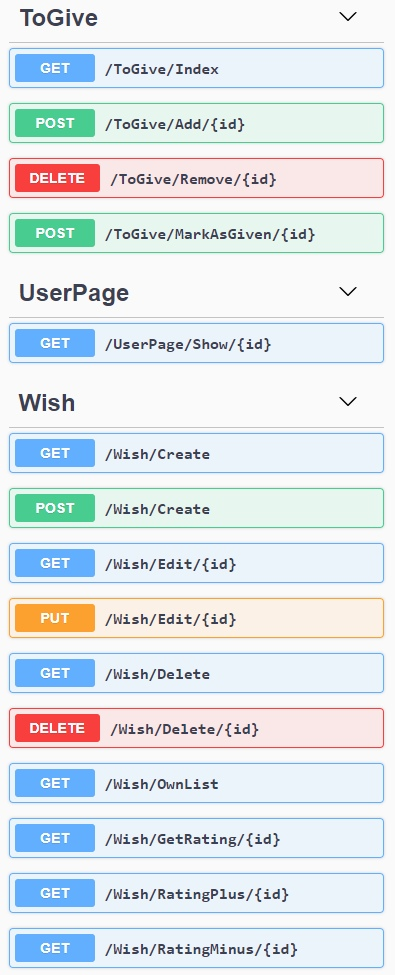 ToGive
GET /ToGive/Index
POST /ToGive/Add/{id}
DELETE /ToGive/Remove/{id}
POST /ToGive/MarkAsGiven/{id}
UserPage
GET /UserPage/Show/{id}
Wish
GET /Wish/Create
POST /Wish/Create
GET /Wish/Edit/{id}
PUT /Wish/Edit/{id}
GET /Wish/Delete
DELETE /Wish/Delete/{id}
GET /Wish/OwnList
GET /Wish/GetRating/{id}
GET /Wish/RatingPlus/{id}
GET /Wish/RatingMinus/{id}